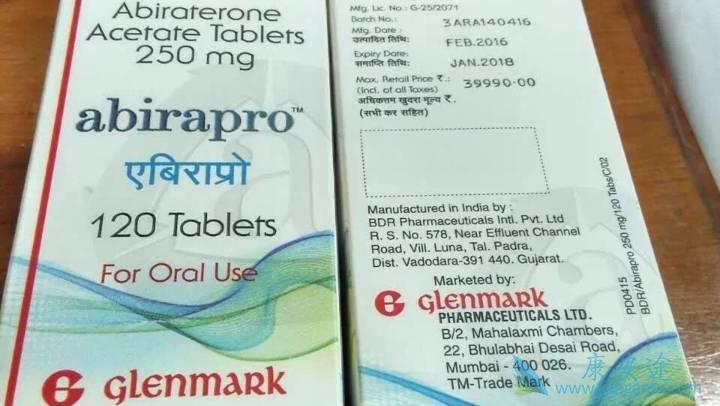 Abiraterone
Acetate Tablets
250 mg
abirapro™
एबिराप्रो
120 Tablets
For Oral Use
G glenmark
Mfg. Lic. No.: G-25/2071
Batch No.: 3ARA140416
Mfg. Date :
उत्पादित तिथि: FEB.2016
Expiry Date:
समाप्ति तिथि: JAN.2018
Max. Retail Price ₹.: 39990.00
(Incl. of all Taxes)
अधिकतम खुदरा मूल्य ₹.
(सभी कर सहित)
Manufactured in India by :
BDR Pharmaceuticals Intl. Pvt. Ltd
R. S. No. 578, Near Effluent Channel
Road, Vill. Luna, Tal. Padra,
Dist. Vadodara-391 440. Gujarat.
Marketed by:
G glenmark
PHARMACEUTICALS LTD.
B/2, Mahalaxmi Chambers,
22, Bhulabhai Desai Road,
Mumbai - 400 026.
TM-Trade Mark
PD0415
BDR/Abirapro 250 mg/120 Tabs/C/02
康安途